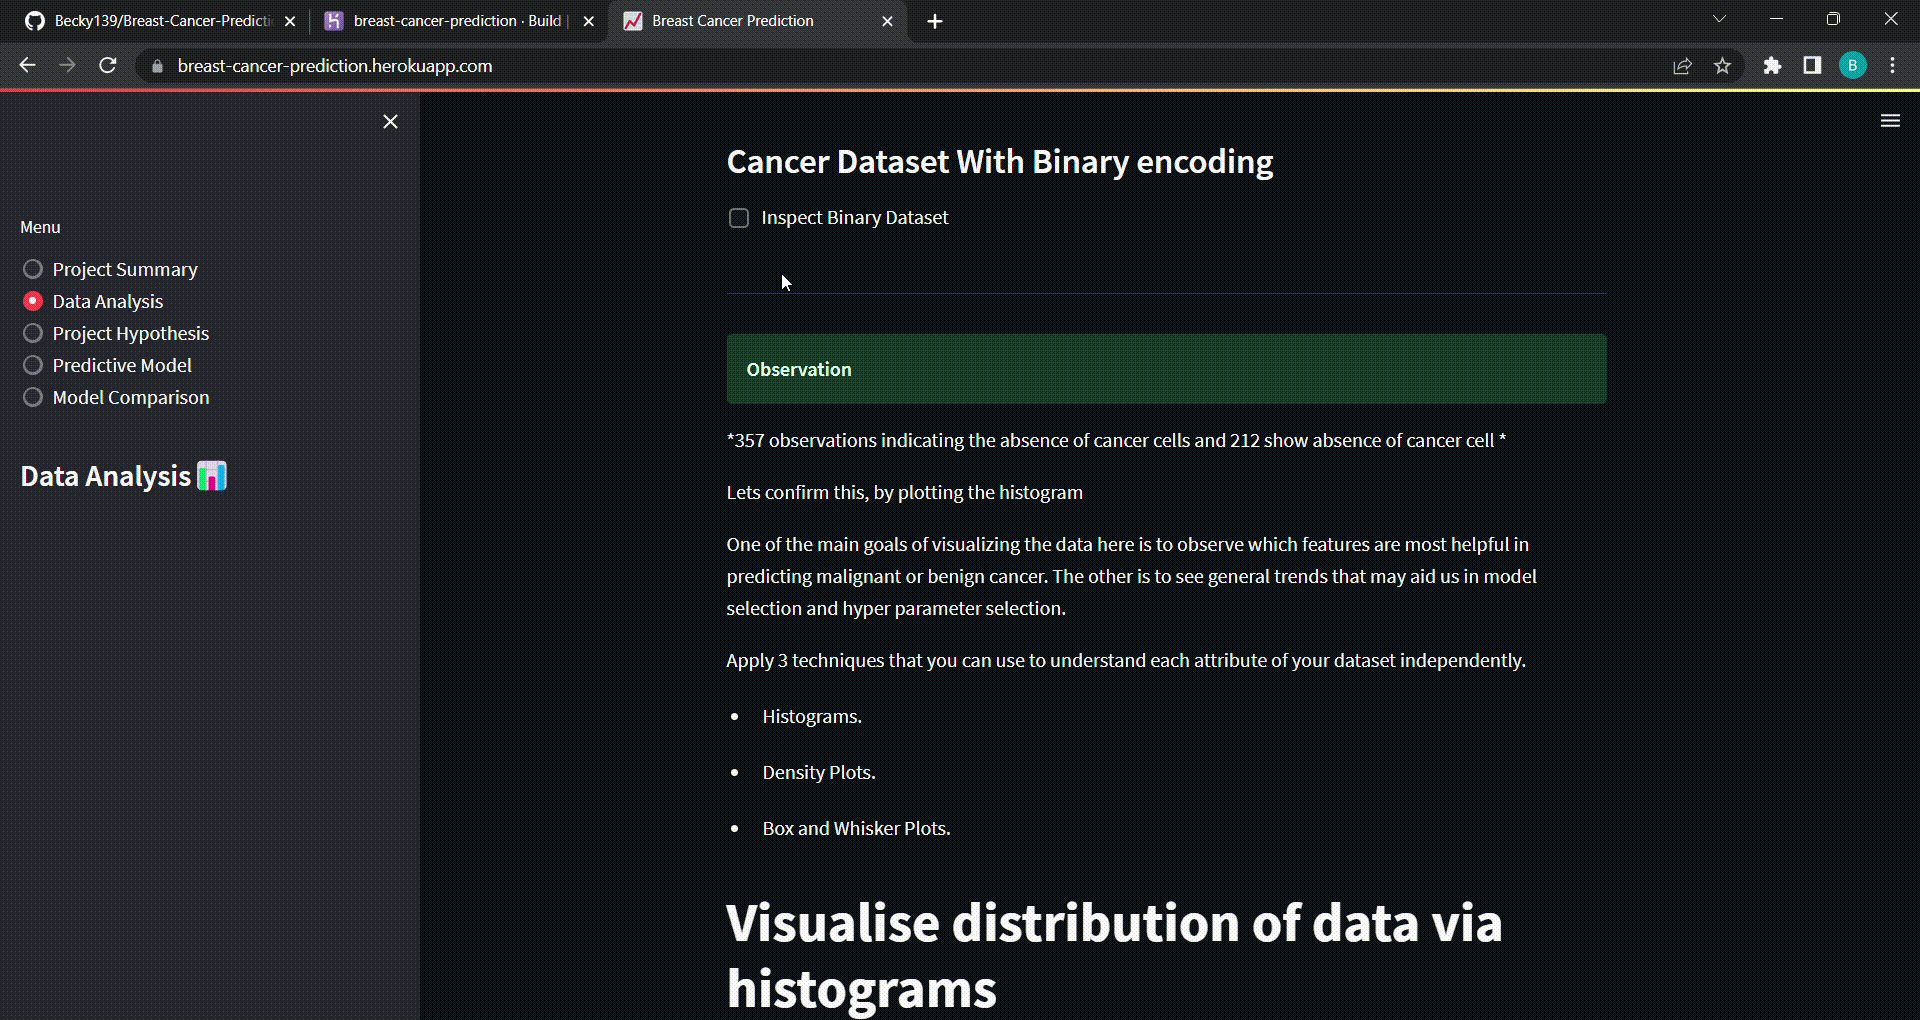 Becky139/Breast-Cancer-Predicti
breast-cancer-prediction · Build |
Breast Cancer Prediction
breast-cancer-prediction.herokuapp.com
B
Menu
Project Summary
Data Analysis
Project Hypothesis
Predictive Model
Model Comparison
Data Analysis
Cancer Dataset With Binary encoding
Inspect Binary Dataset
Observation
*357 observations indicating the absence of cancer cells and 212 show absence of cancer cell *
Lets confirm this, by plotting the histogram
One of the main goals of visualizing the data here is to observe which features are most helpful in
predicting malignant or benign cancer. The other is to see general trends that may aid us in model
selection and hyper parameter selection.
Apply 3 techniques that you can use to understand each attribute of your dataset independently.
• Histograms.
• Density Plots.
• Box and Whisker Plots.
Visualise distribution of data via
histograms